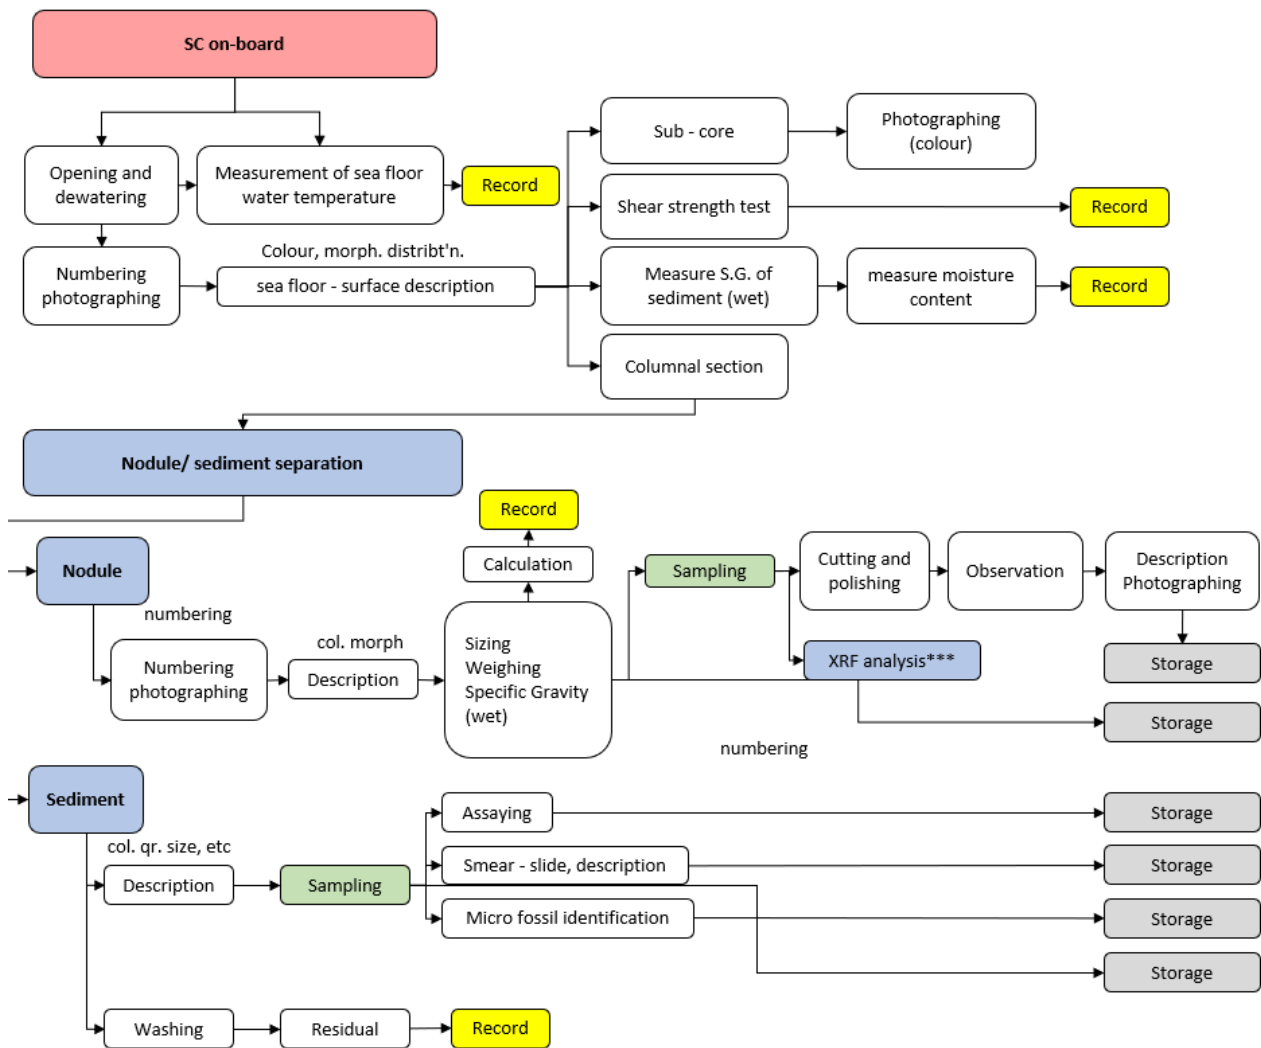 SC on-board
Opening and
dewatering
Measurement of sea floor
water temperature
Record
Sub - core
Photographing
(colour)
Shear strength test
Record
Numbering
photographing
Colour, morph. distribt'n.
sea floor - surface description
Measure S.G. of
sediment (wet)
measure moisture
content
Record
Columnal section
Nodule/ sediment separation
Record
Calculation
Nodule
numbering
Numbering
photographing
col. morph
Description
Sizing
Weighing
Specific Gravity
(wet)
Sampling
Cutting and
polishing
Observation
Description
Photographing
XRF analysis***
Storage
Storage
numbering
Sediment
col. qr. size, etc
Description
Sampling
Assaying
Storage
Smear - slide, description
Storage
Micro fossil identification
Storage
Storage
Washing
Residual
Record